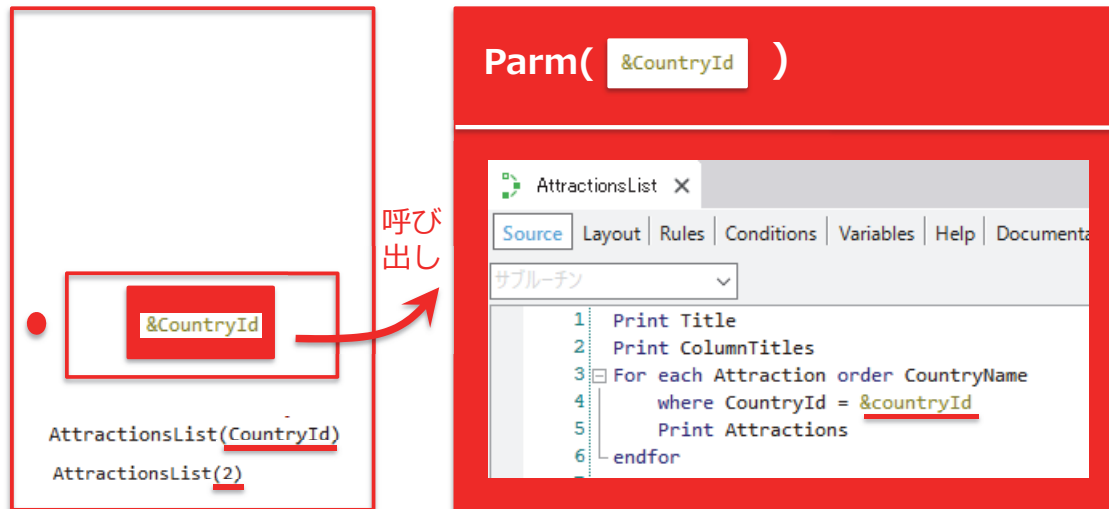 &CountryId
AttractionsList(CountryId)
AttractionsList(2)
呼び
出し
Parm( &CountryId )
AttractionsList ×
Source Layout Rules Conditions Variables Help Documenta
サブルーチン
1 Print Title
2 Print ColumnTitles
3 For each Attraction order CountryName
4 where CountryId = &countryId
5 Print Attractions
6 endfor